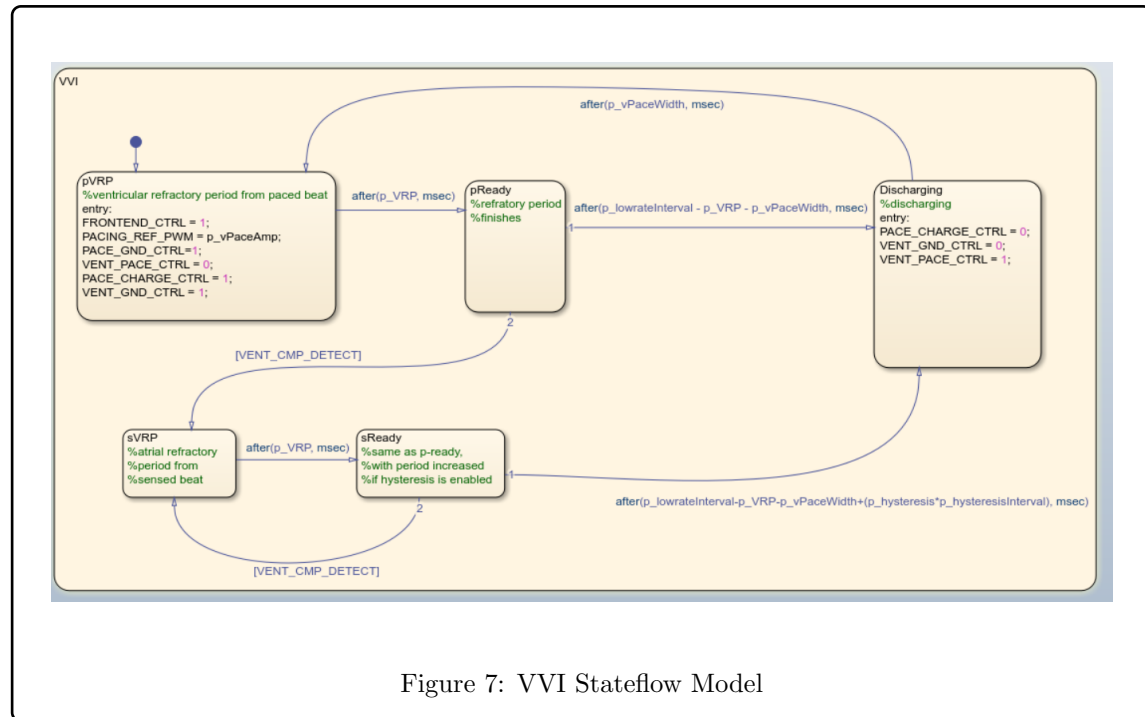 VVI
after(p_vPaceWidth, msec)
pVRP
%ventricular refractory period from paced beat
entry:
FRONTEND_CTRL = 1;
PACING_REF_PWM = p_vPaceAmp;
PACE_GND_CTRL=1;
VENT_PACE_CTRL = 0;
PACE_CHARGE_CTRL = 1;
VENT_GND_CTRL = 1;
after(p_VRP, msec)
pReady
%refratory period
%finishes
1
after(p_lowrateInterval - p_VRP - p_vPaceWidth, msec)
Discharging
%discharging
entry:
PACE_CHARGE_CTRL = 0;
VENT_GND_CTRL = 0;
VENT_PACE_CTRL = 1;
2
[VENT_CMP_DETECT]
sVRP
%atrial refractory
%period from
%sensed beat
after(p_VRP, msec)
sReady
%same as p-ready,
%with period increased
%if hysteresis is enabled
1
after(p_lowrateInterval-p_VRP-p_vPaceWidth+(p_hysteresis*p_hysteresisInterval), msec)
2
[VENT_CMP_DETECT]
Figure 7: VVI Stateflow Model